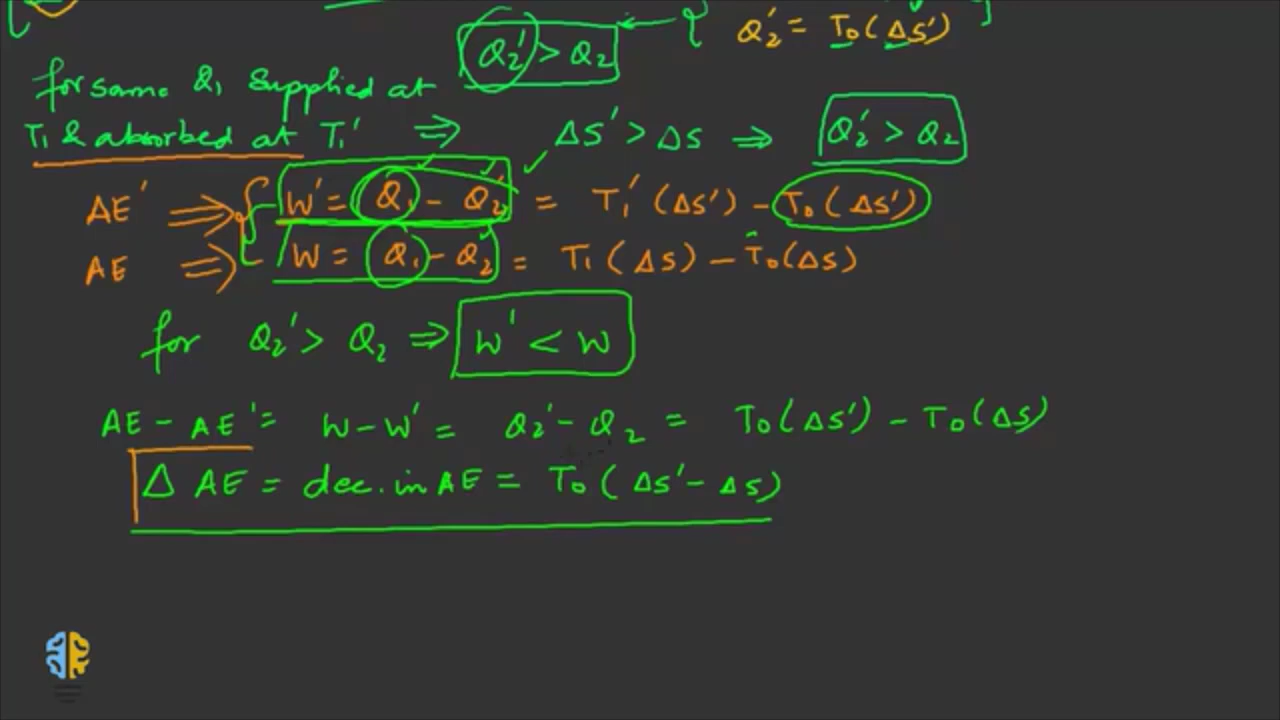 Q₂' = T₀(ΔS')
Q₂' > Q₂
for same Q₁ supplied at
T₁ & absorbed at T₁' ⇒ ΔS' > ΔS ⇒ Q₂' > Q₂
AE' ⇒ W' = Q₁ - Q₂' = T₁'(ΔS') - T₀(ΔS')
AE ⇒ W = Q₁ - Q₂ = T₁(ΔS) - T₀(ΔS)
for Q₂' > Q₂ ⇒ W' < W
AE - AE' = W - W' = Q₂' - Q₂ = T₀(ΔS') - T₀(ΔS)
Δ AE = dec. in AE = T₀(ΔS' - ΔS)